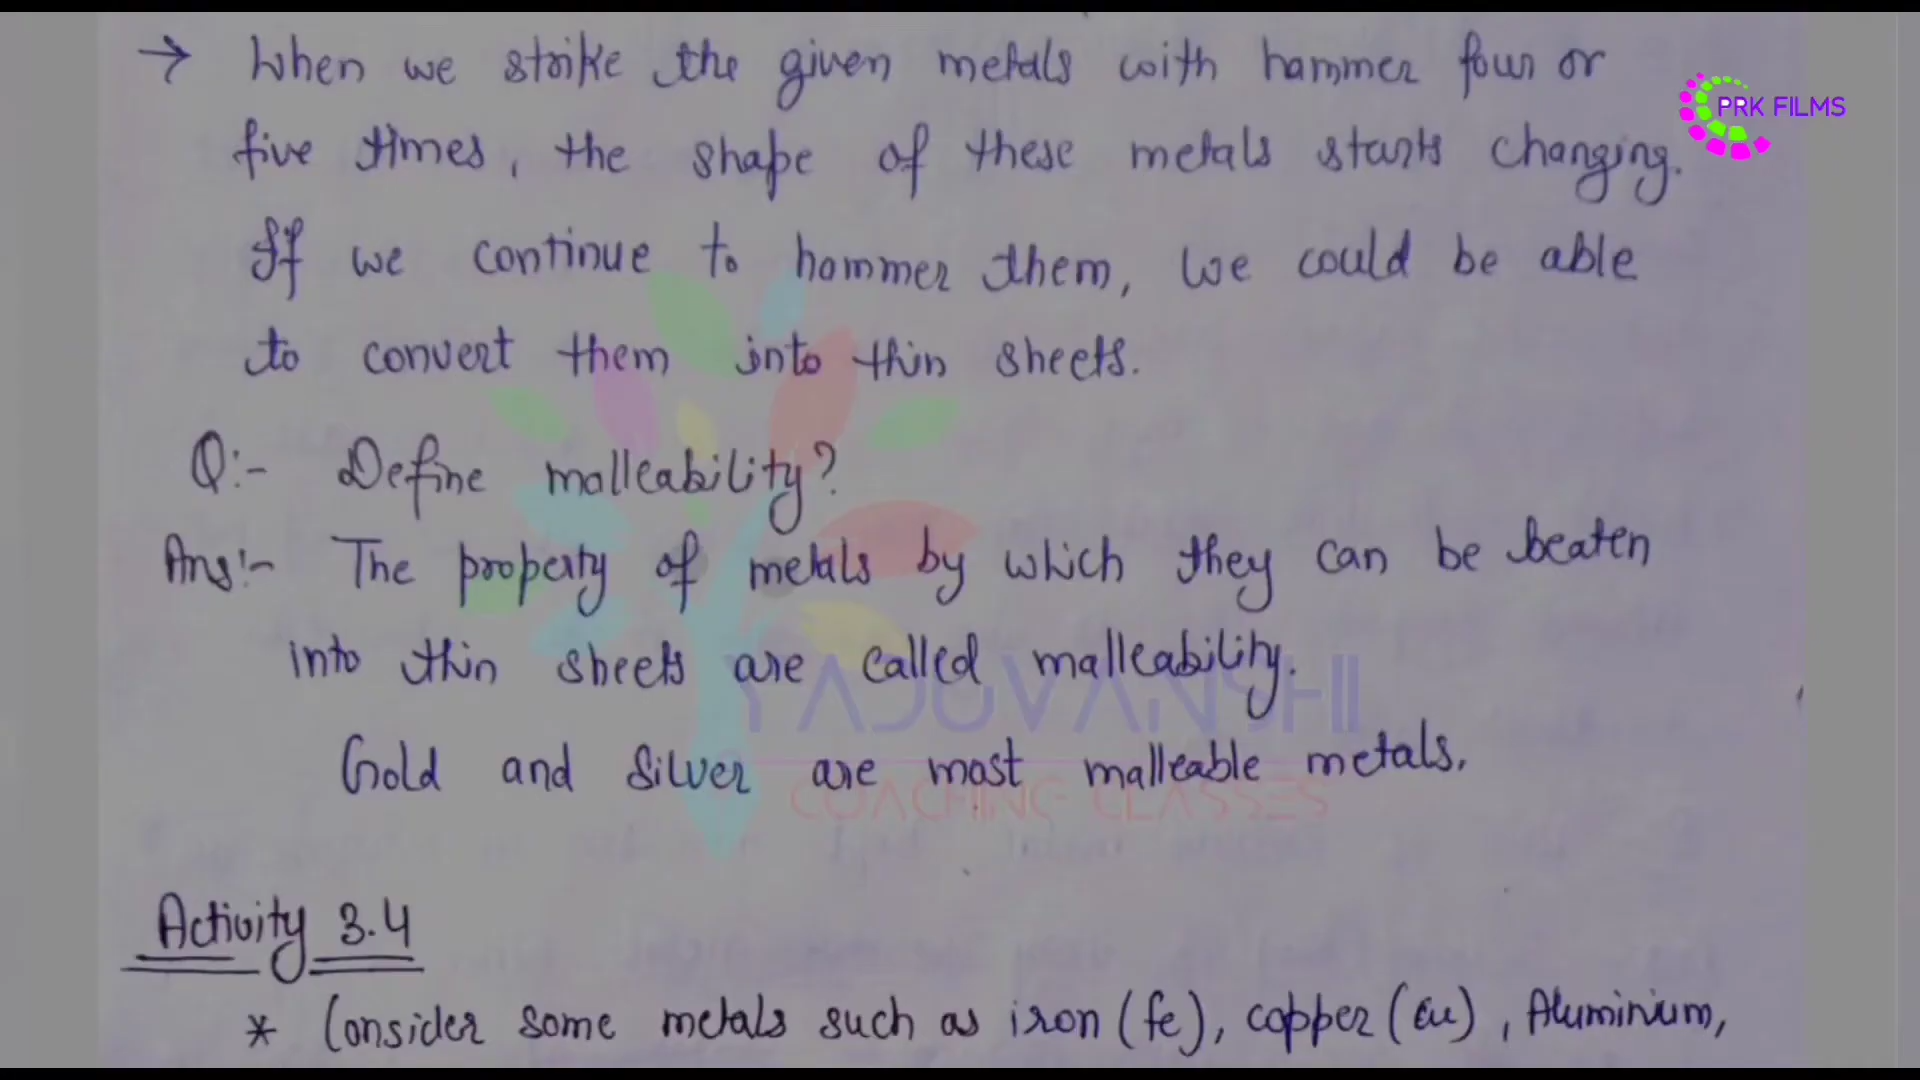 → When we strike the given metals with hammer four or
PRK FILMS
five times, the shape of these metals starts changing.
If we continue to hammer them, we could be able
to convert them into thin sheets.
Q:- Define malleability?
Ans:- The property of metals by which they can be beaten
into thin sheets are called malleability.
YADUVANSHI
Gold and Silver are most malleable metals.
COACHING CLASSES
Activity 3.4
* Consider some metals such as iron (fe), copper (cu), Aluminium,